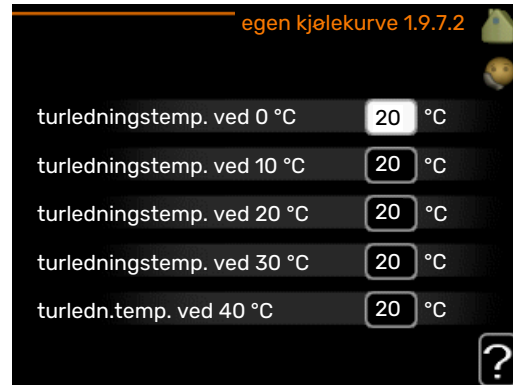 egen kjølekurve 1.9.7.2
turledningstemp. ved 0 °C 20 °C
turledningstemp. ved 10 °C 20 °C
turledningstemp. ved 20 °C 20 °C
turledningstemp. ved 30 °C 20 °C
turledn.temp. ved 40 °C 20 °C
?